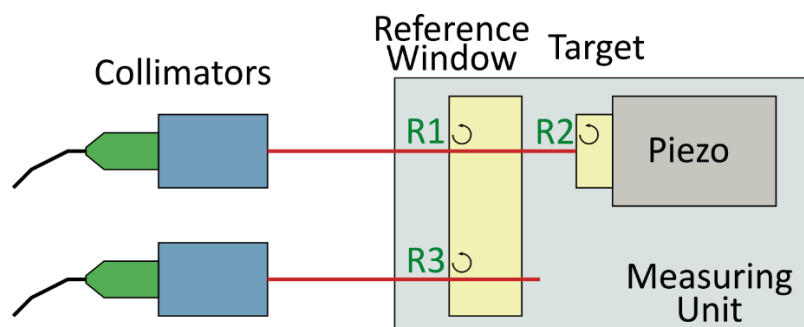 Reference
Window
Target
Collimators
R1
R2
Piezo
R3
Measuring
Unit